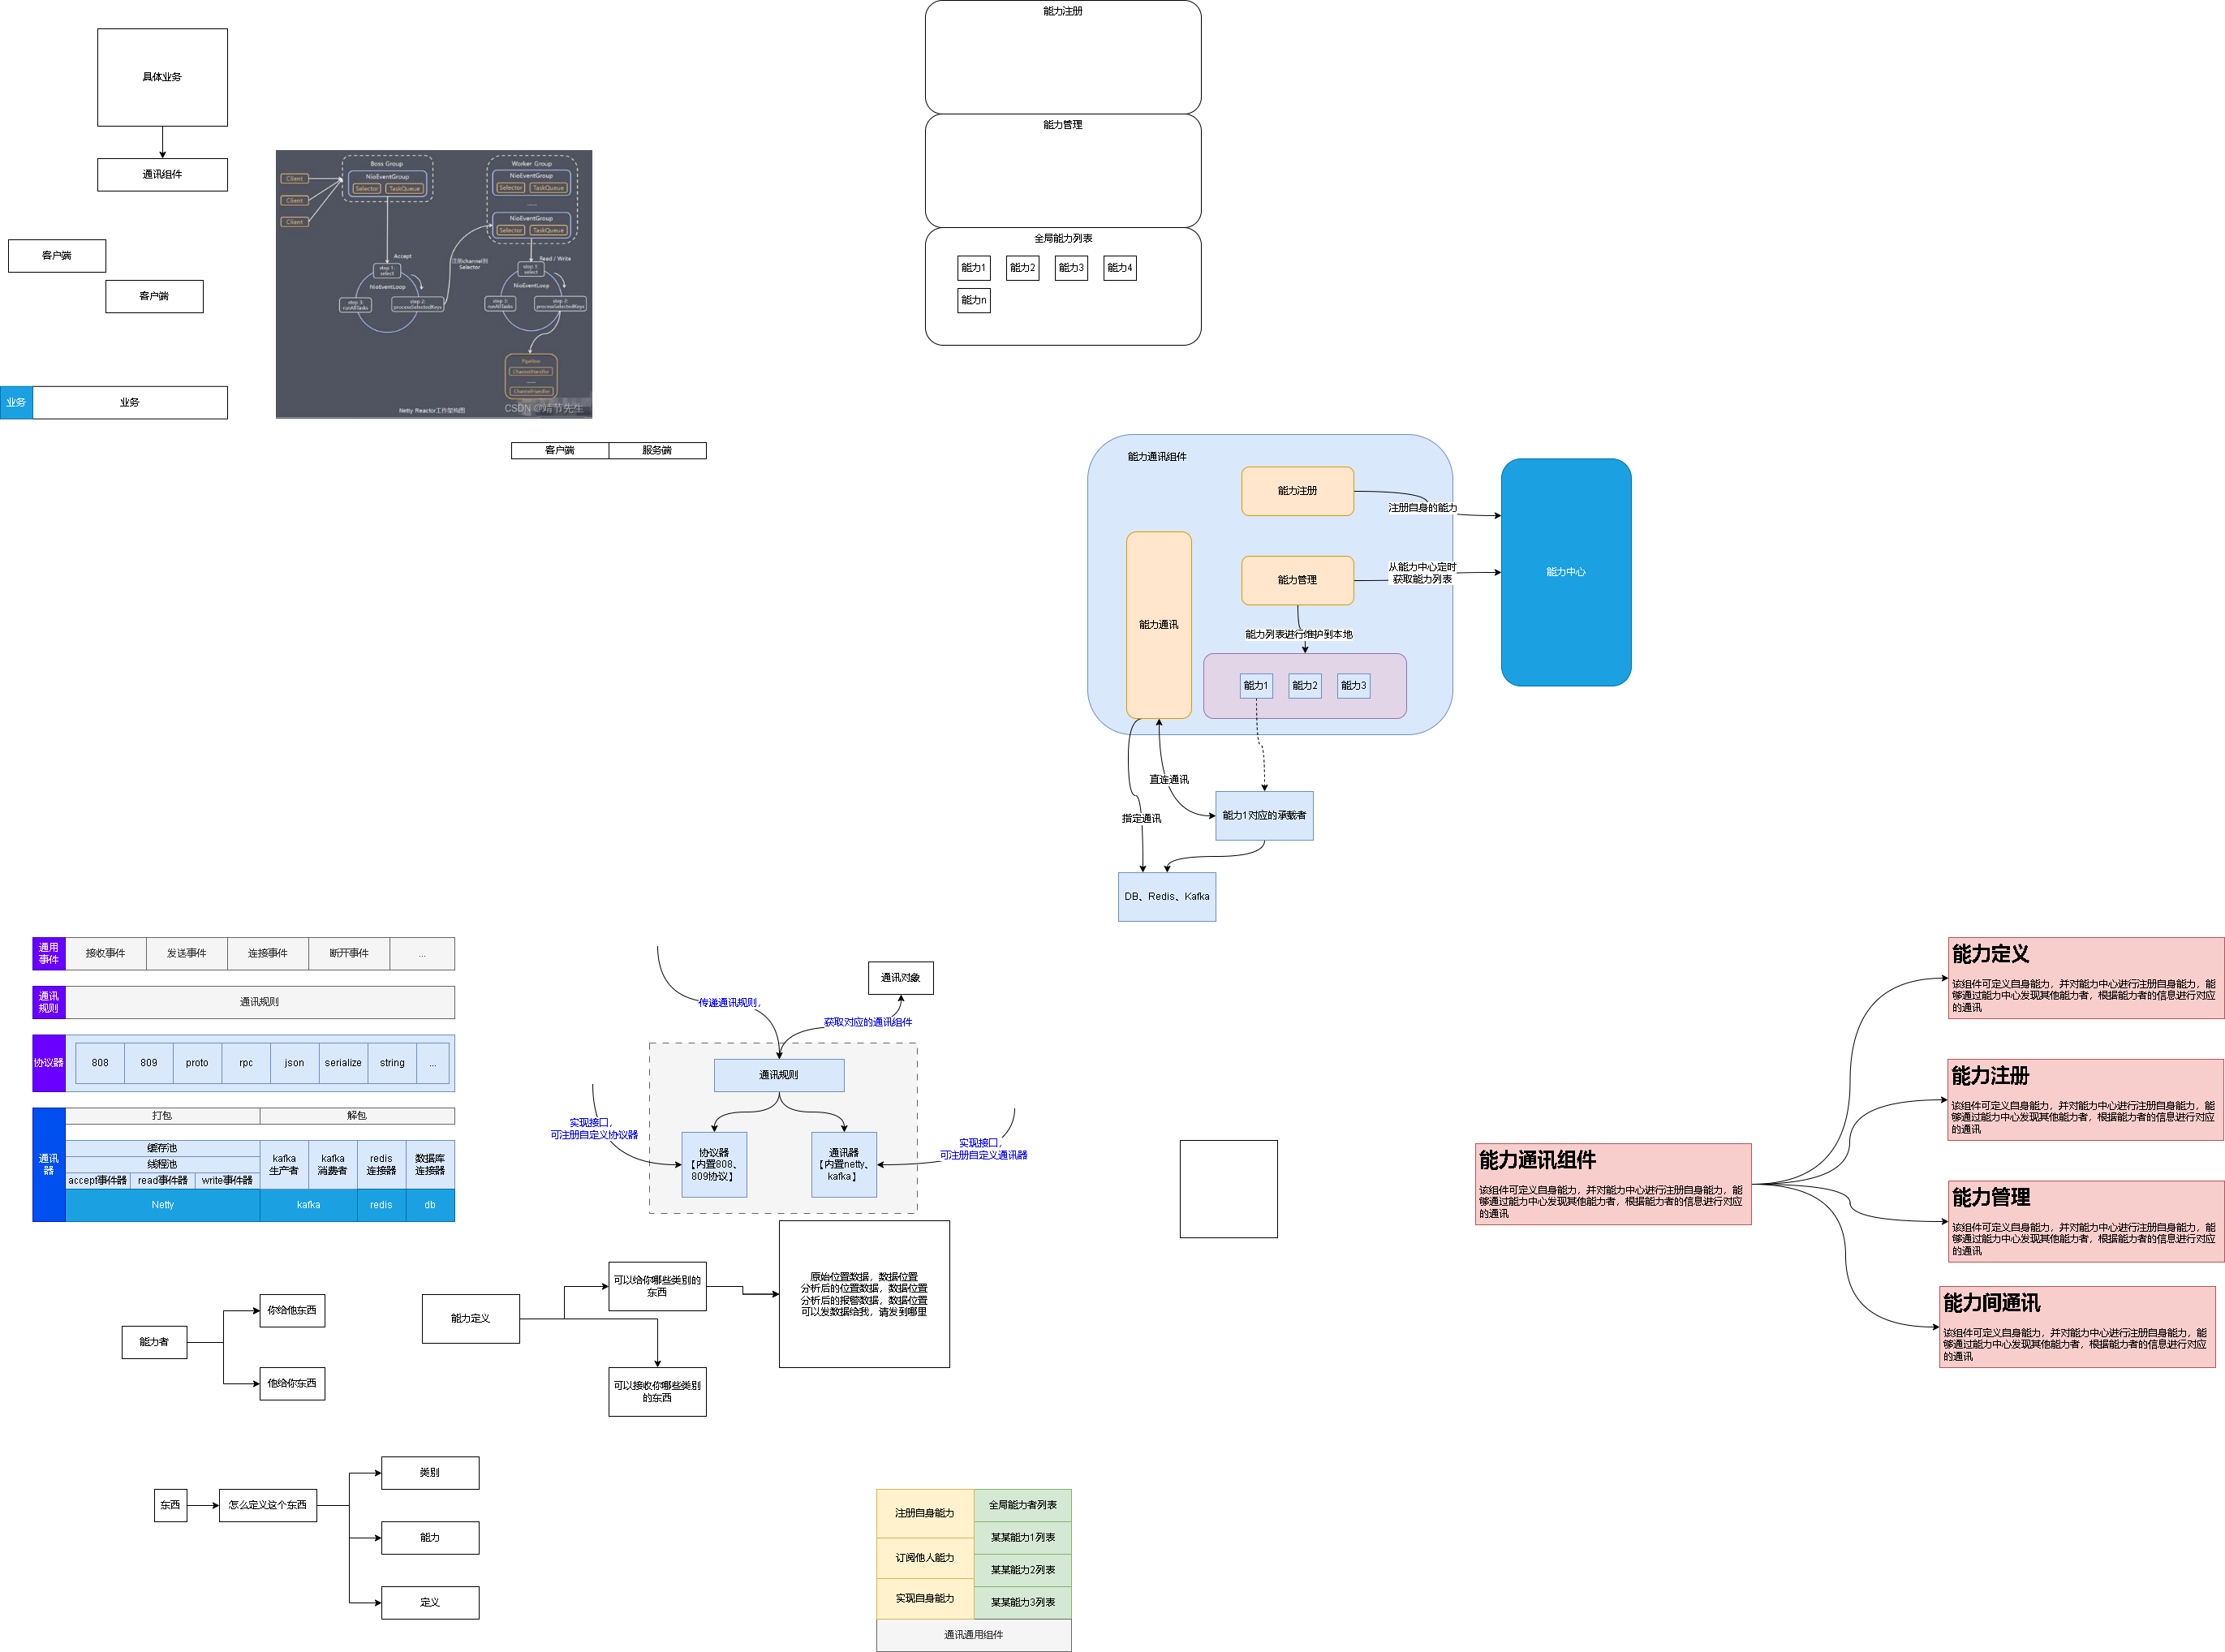 能力注册
具体业务
能力管理
通讯组件
Boss Group
NioEventGroup
Selector
TaskQueue
Client
Client
Client
Worker Group
NioEventGroup
Selector
TaskQueue
......
NioEventGroup
Selector
TaskQueue
Accept
注册channel到
Selector
Read / Write
step 1:
select
NioEventLoop
step 3:
runAllTasks
step 2:
processSelectedKeys
step 1:
select
NioEventLoop
step 3:
runAllTasks
step 2:
processSelectedKeys
Pipeline
ChannelHandler
......
ChannelHandler
Netty Reactor工作架构图
CSDN @靖节先生
客户端
客户端
全局能力列表
能力1
能力2
能力3
能力4
能力n
业务
业务
客户端
服务端
能力通讯组件
能力注册
注册自身的能力
能力管理
从能力中心定时
获取能力列表
能力中心
能力通讯
能力列表进行维护到本地
能力1
能力2
能力3
直连通讯
指定通讯
能力1对应的承载者
DB、Redis、Kafka
通用
事件
接收事件
发送事件
连接事件
断开事件
...
通讯
规则
通讯规则
协议器
808
809
proto
rpc
json
serialize
string
...
通讯
器
打包
解包
缓存池
线程池
accept事件器
read事件器
write事件器
kafka
生产者
kafka
消费者
redis
连接器
数据库
连接器
Netty
kafka
redis
db
通讯对象
传递通讯规则，
获取对应的通讯组件
通讯规则
实现接口，
可注册自定义协议器
协议器
【内置808、
809协议】
通讯器
【内置netty、
kafka】
实现接口，
可注册自定义通讯器
能力定义
该组件可定义自身能力，并对能力中心进行注册自身能力，能
够通过能力中心发现其他能力者，根据能力者的信息进行对应
的通讯
能力注册
该组件可定义自身能力，并对能力中心进行注册自身能力，能
够通过能力中心发现其他能力者，根据能力者的信息进行对应
的通讯
能力通讯组件
该组件可定义自身能力，并对能力中心进行注册自身能力，能
够通过能力中心发现其他能力者，根据能力者的信息进行对应
的通讯
能力管理
该组件可定义自身能力，并对能力中心进行注册自身能力，能
够通过能力中心发现其他能力者，根据能力者的信息进行对应
的通讯
能力间通讯
该组件可定义自身能力，并对能力中心进行注册自身能力，能
够通过能力中心发现其他能力者，根据能力者的信息进行对应
的通讯
能力者
你给他东西
他给你东西
能力定义
可以给你哪些类别的
东西
可以接收你哪些类别
的东西
原始位置数据，数据位置
分析后的位置数据，数据位置
分析后的报警数据，数据位置
可以发数据给我，请发到哪里
东西
怎么定义这个东西
类别
能力
定义
注册自身能力
订阅他人能力
实现自身能力
全局能力者列表
某某能力1列表
某某能力2列表
某某能力3列表
通讯通用组件